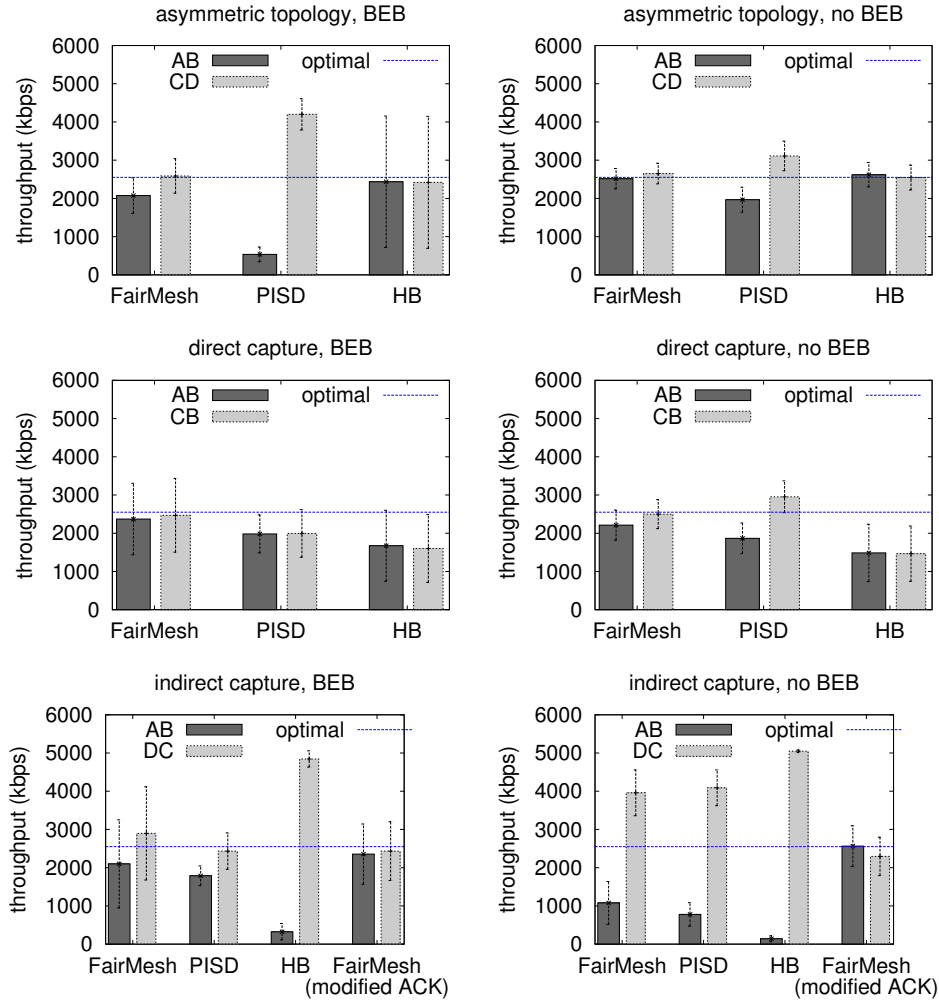 asymmetric topology, BEB
6000
5000
4000
3000
2000
1000
0
throughput (kbps)
AB
CD
optimal
FairMesh PISD HB
asymmetric topology, no BEB
6000
5000
4000
3000
2000
1000
0
throughput (kbps)
AB
CD
optimal
FairMesh PISD HB
direct capture, BEB
6000
5000
4000
3000
2000
1000
0
throughput (kbps)
AB
CB
optimal
FairMesh PISD HB
direct capture, no BEB
6000
5000
4000
3000
2000
1000
0
throughput (kbps)
AB
CB
optimal
FairMesh PISD HB
indirect capture, BEB
6000
5000
4000
3000
2000
1000
0
throughput (kbps)
AB
DC
optimal
FairMesh PISD HB FairMesh
(modified ACK)
indirect capture, no BEB
6000
5000
4000
3000
2000
1000
0
throughput (kbps)
AB
DC
optimal
FairMesh PISD HB FairMesh
(modified ACK)